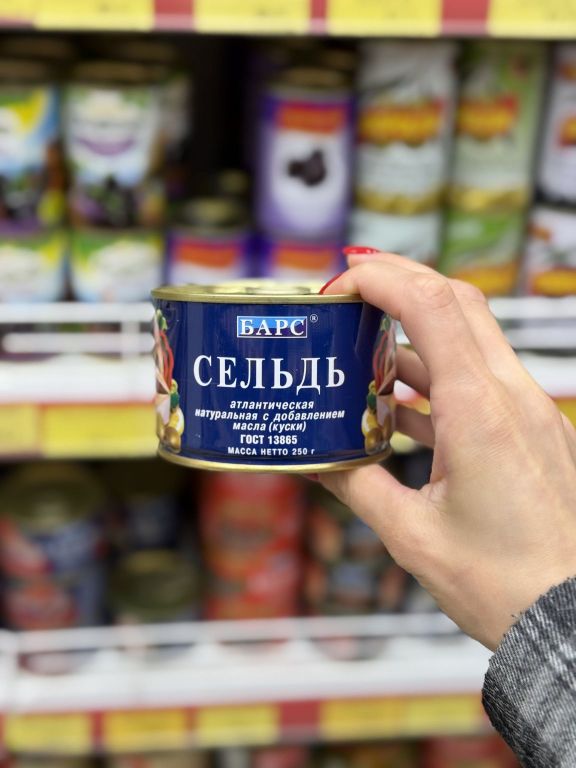 БАРС®
СЕЛЬДЬ
атлантическая
натуральная с добавлением
масла (куски)
ГОСТ 13865
МАССА НЕТТО 250 г